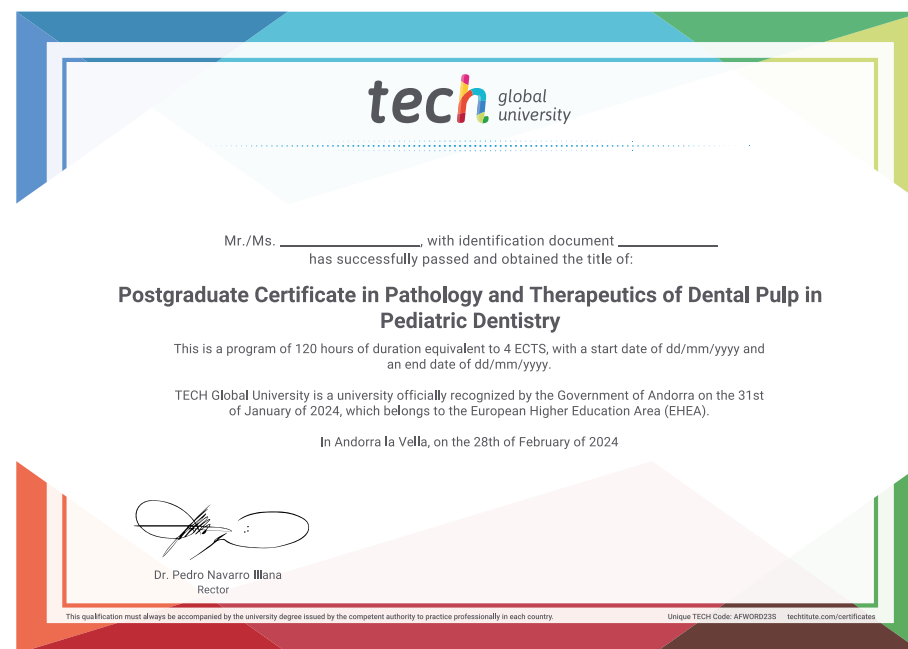 tech global university
Mr./Ms. ____________, with identification document ____________
has successfully passed and obtained the title of:
Postgraduate Certificate in Pathology and Therapeutics of Dental Pulp in
Pediatric Dentistry
This is a program of 120 hours of duration equivalent to 4 ECTS, with a start date of dd/mm/yyyy and
an end date of dd/mm/yyyy.
TECH Global University is a university officially recognized by the Government of Andorra on the 31st
of January of 2024, which belongs to the European Higher Education Area (EHEA).
In Andorra la Vella, on the 28th of February of 2024
Dr. Pedro Navarro Illana
Rector
This qualification must always be accompanied by the university degree issued by the competent authority to practice professionally in each country.
Unique TECH Code: AFWORD23S techtitute.com/certificates